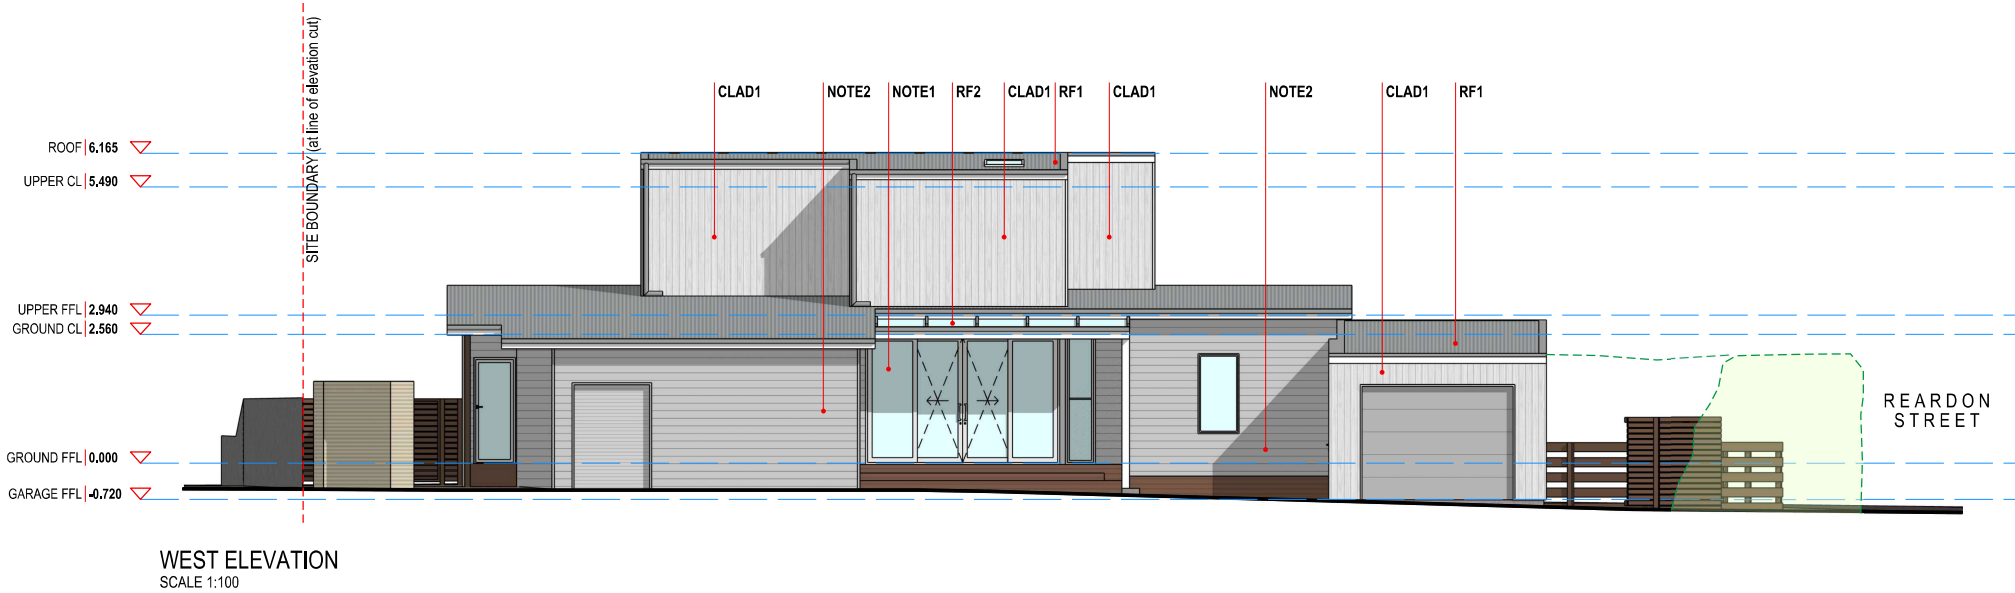 SITE BOUNDARY (at line of elevation cut)
CLAD1 NOTE2 NOTE1 RF2 CLAD1 RF1 CLAD1 NOTE2 CLAD1 RF1
ROOF 6.165
UPPER CL 5,490
UPPER FFL 2.940
GROUND CL 2.560
REARDON
STREET
GROUND FFL 0,000
GARAGE FFL -0.720
WEST ELEVATION
SCALE 1:100